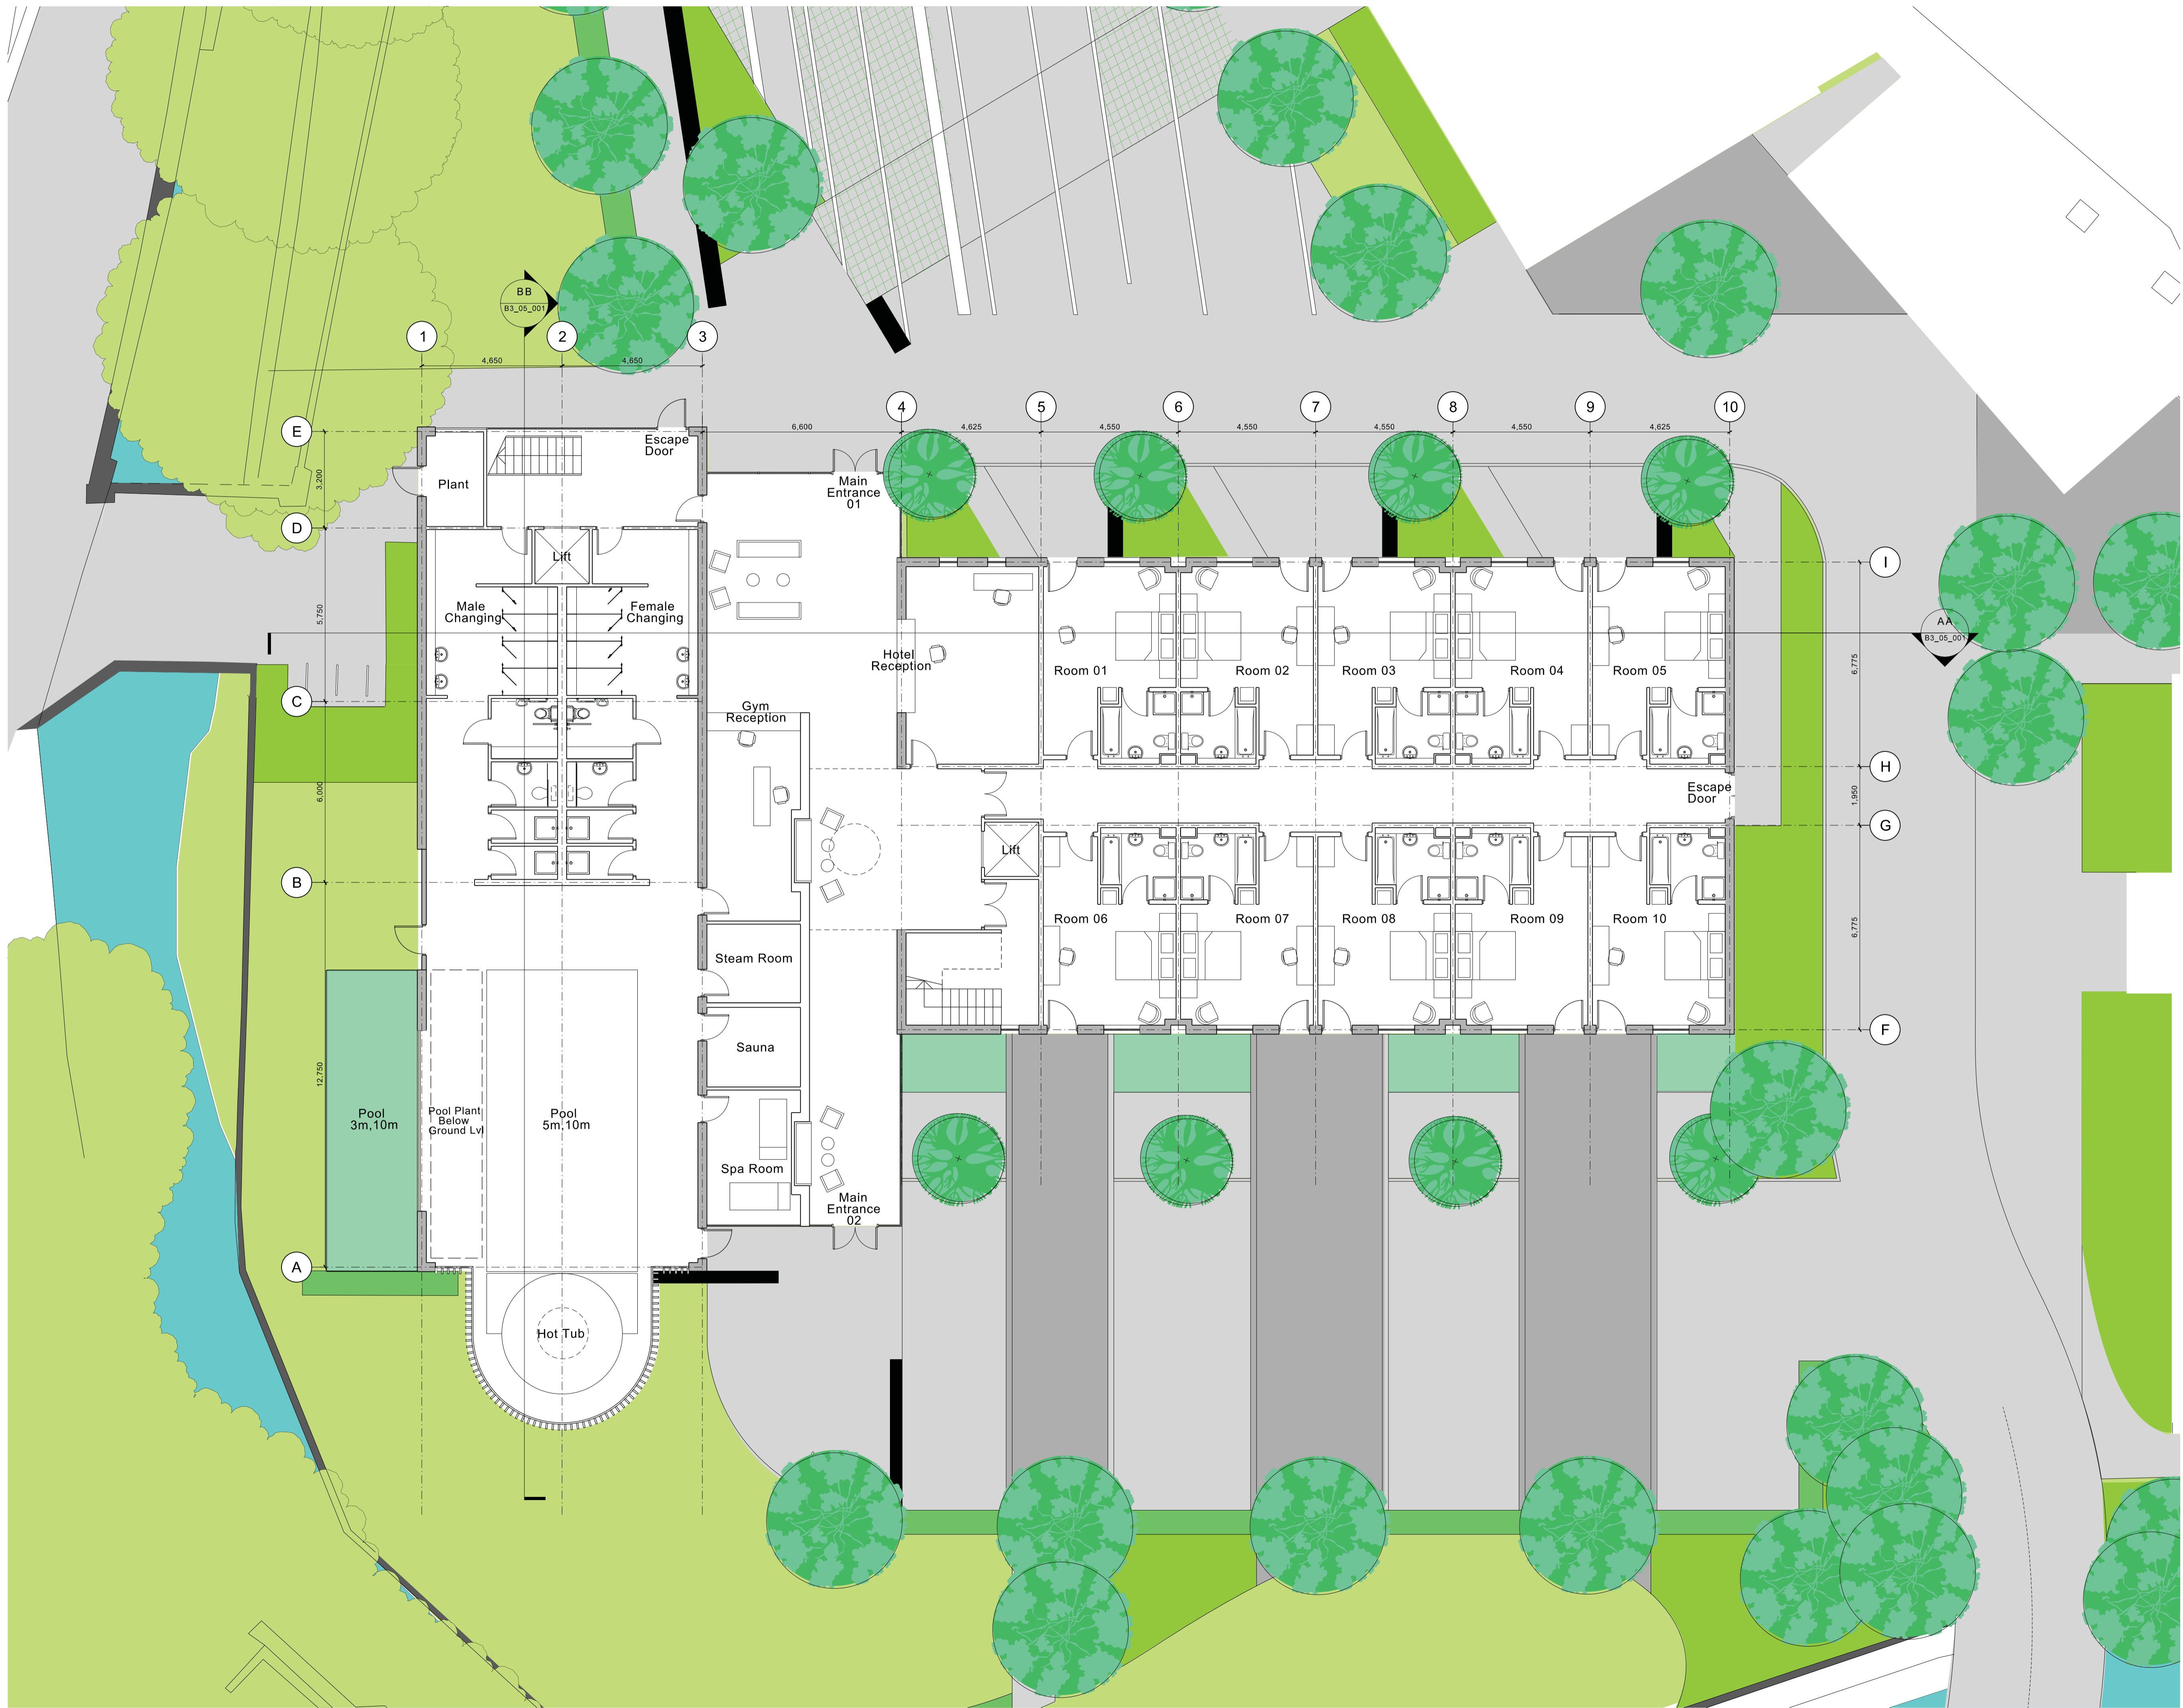 BB
B3_05_001
1
2
3
4,650
4,650
4
5
6
7
8
9
10
6,600
4,625
4,550
4,550
4,550
4,550
4,625
E
Escape
Door
3,200
Plant
Main
Entrance
01
D
Lift
I
5,750
Male
Changing
Female
Changing
AA
B3_05_001
Hotel
Reception
Room 01
Room 02
Room 03
Room 04
Room 05
6,775
C
Gym
Reception
H
6,000
Escape
Door
1,950
G
Lift
B
Room 06
Room 07
Room 08
Room 09
Room 10
6,775
Steam Room
F
Sauna
12,750
Pool
3m,10m
Pool Plant
Below
Ground Lvl
Pool
5m,10m
Spa Room
Main
Entrance
02
A
Hot Tub